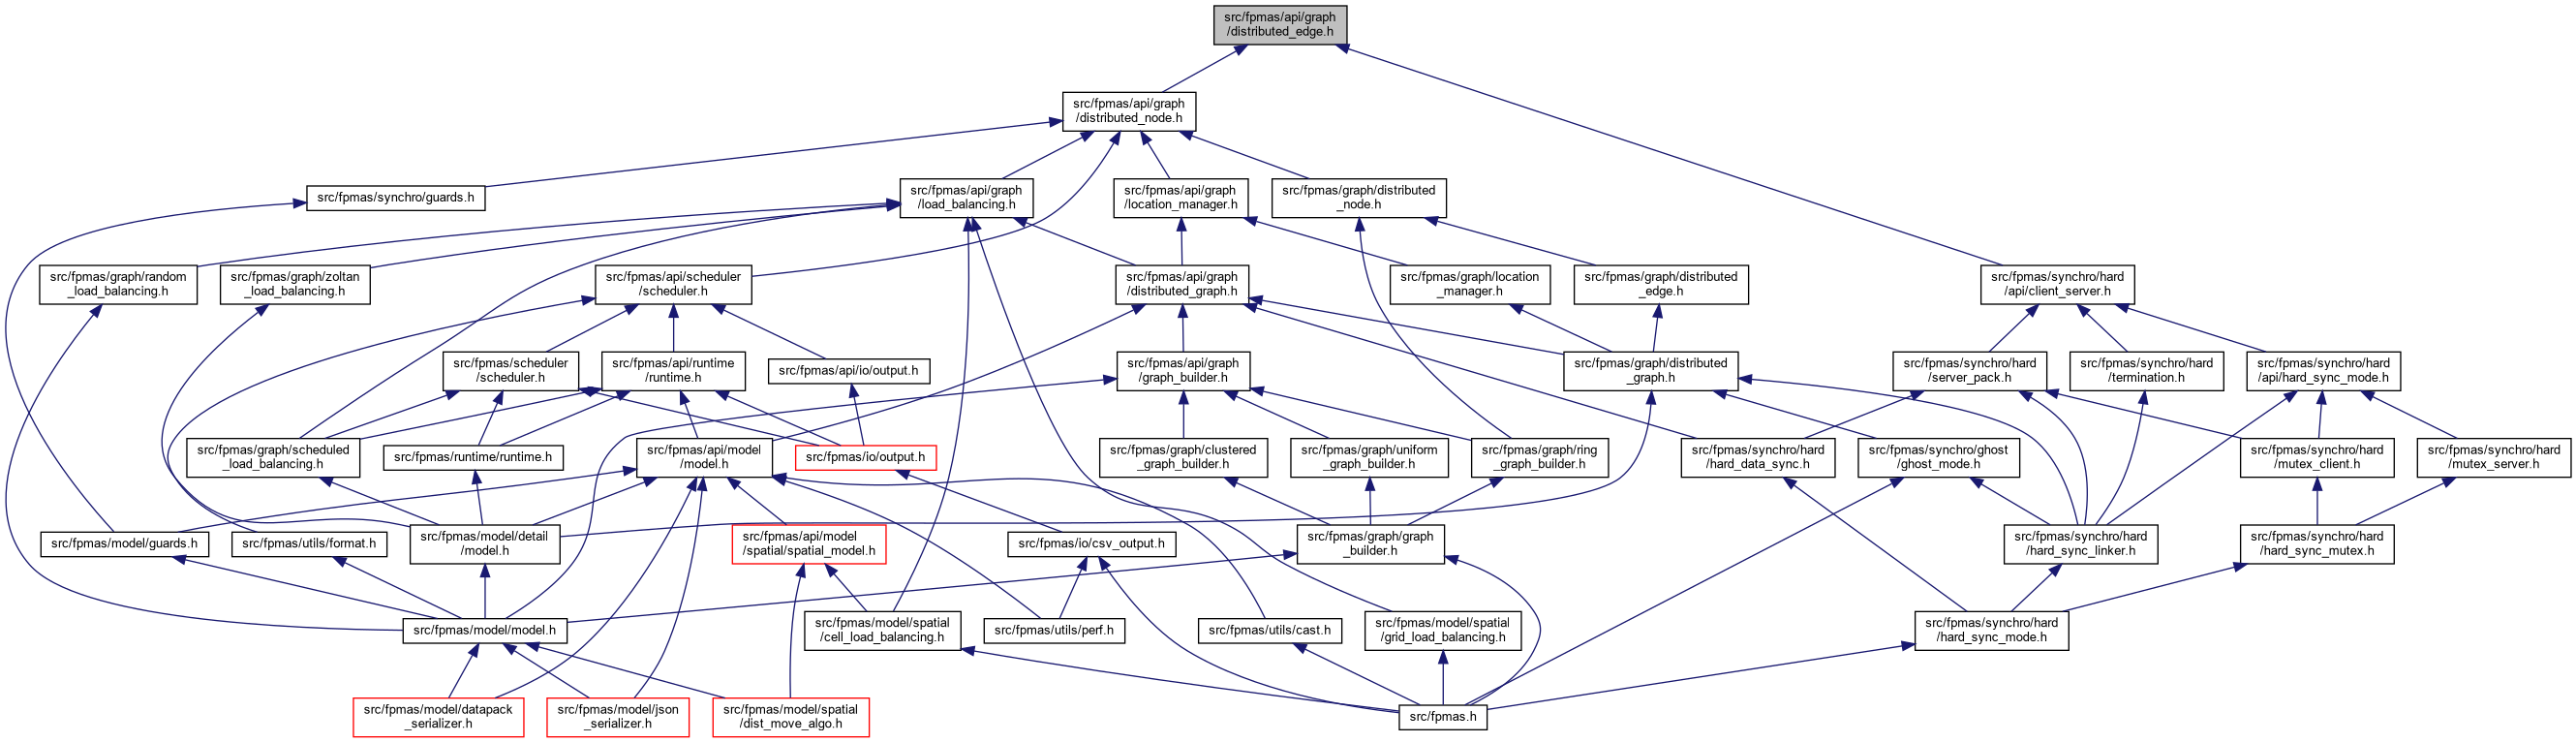 src/fpmas/api/graph
/distributed_edge.h
src/fpmas/api/graph
/distributed_node.h
src/fpmas/synchro/guards.h
src/fpmas/api/graph
/load_balancing.h
src/fpmas/api/graph
/location_manager.h
src/fpmas/graph/distributed
_node.h
src/fpmas/graph/random
_load_balancing.h
src/fpmas/graph/zoltan
_load_balancing.h
src/fpmas/api/scheduler
/scheduler.h
src/fpmas/api/graph
/distributed_graph.h
src/fpmas/graph/location
_manager.h
src/fpmas/graph/distributed
_edge.h
src/fpmas/synchro/hard
/api/client_server.h
src/fpmas/scheduler
/scheduler.h
src/fpmas/api/runtime
/runtime.h
src/fpmas/api/io/output.h
src/fpmas/api/graph
/graph_builder.h
src/fpmas/graph/distributed
_graph.h
src/fpmas/synchro/hard
/server_pack.h
src/fpmas/synchro/hard
/termination.h
src/fpmas/synchro/hard
/api/hard_sync_mode.h
src/fpmas/graph/scheduled
_load_balancing.h
src/fpmas/runtime/runtime.h
src/fpmas/api/model
/model.h
src/fpmas/io/output.h
src/fpmas/graph/clustered
_graph_builder.h
src/fpmas/graph/uniform
_graph_builder.h
src/fpmas/graph/ring
_graph_builder.h
src/fpmas/synchro/hard
/hard_data_sync.h
src/fpmas/synchro/ghost
/ghost_mode.h
src/fpmas/synchro/hard
/mutex_client.h
src/fpmas/synchro/hard
/mutex_server.h
src/fpmas/model/guards.h
src/fpmas/utils/format.h
src/fpmas/model/detail
/model.h
src/fpmas/api/model
/spatial/spatial_model.h
src/fpmas/io/csv_output.h
src/fpmas/graph/graph
_builder.h
src/fpmas/synchro/hard
/hard_sync_linker.h
src/fpmas/synchro/hard
/hard_sync_mutex.h
src/fpmas/model/model.h
src/fpmas/model/spatial
/cell_load_balancing.h
src/fpmas/utils/perf.h
src/fpmas/utils/cast.h
src/fpmas/model/spatial
/grid_load_balancing.h
src/fpmas/synchro/hard
/hard_sync_mode.h
src/fpmas/model/datapack
_serializer.h
src/fpmas/model/json
_serializer.h
src/fpmas/model/spatial
/dist_move_algo.h
src/fpmas.h